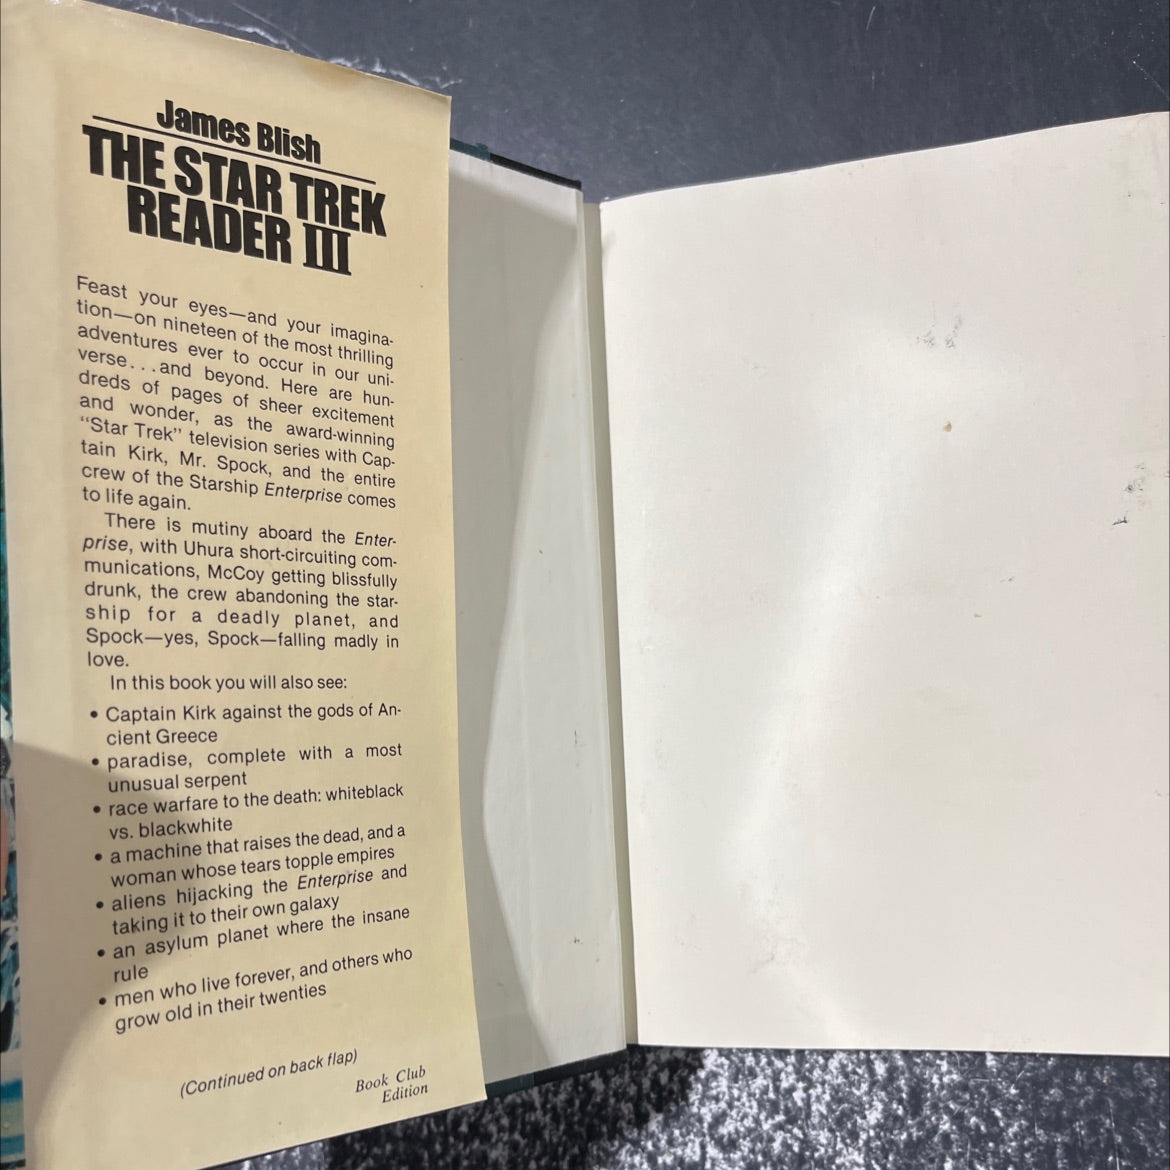 James Blish
THE STAR TREK
READER III
Feast your eyes—and your imagina-
tion—on nineteen of the most thrilling
adventures ever to occur in our uni-
verse...and beyond. Here are hun-
dreds of pages of sheer excitement
and wonder, as the award-winning
“Star Trek” television series with Cap-
tain Kirk, Mr. Spock, and the entire
crew of the Starship Enterprise comes
to life again.
There is mutiny aboard the Enter-
prise, with Uhura short-circuiting com-
munications, McCoy getting blissfully
drunk, the crew abandoning the star-
ship for a deadly planet, and
Spock—yes, Spock—falling madly in
love.
In this book you will also see:
• Captain Kirk against the gods of An-
cient Greece
• paradise, complete with a most
unusual serpent
• race warfare to the death: whiteblack
vs. blackwhite
• a machine that raises the dead, and a
woman whose tears topple empires
• aliens hijacking the Enterprise and
taking it to their own galaxy
• an asylum planet where the insane
rule
• men who live forever, and others who
grow old in their twenties
(Continued on back flap)
Book Club
Edition